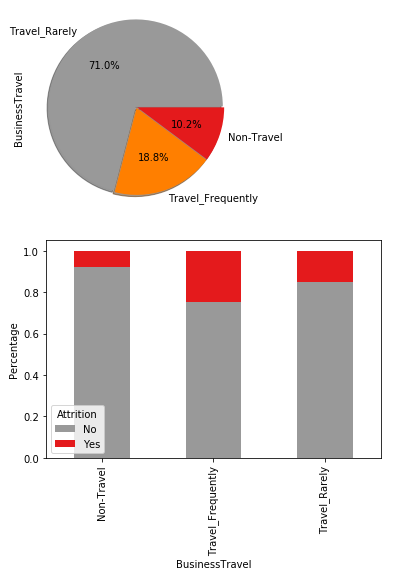 Travel_Rarely
71.0%
BusinessTravel
10.2%
Non-Travel
18.8%
Travel_Frequently
1.0
0.8
0.6
0.4
0.2
0.0
Percentage
Attrition
No
Yes
Non-Travel
Travel_Frequently
Travel_Rarely
BusinessTravel